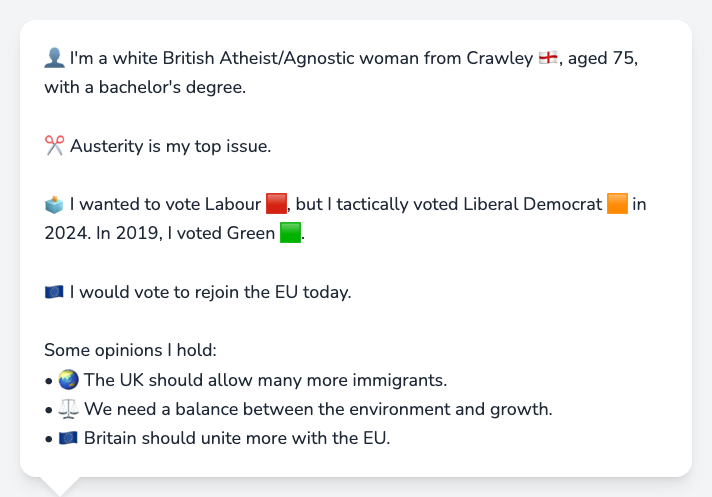 👤 I'm a white British Atheist/Agnostic woman from Crawley 🏴󠁧󠁢󠁥󠁮󠁧󠁿, aged 75,
with a bachelor's degree.
✂️ Austerity is my top issue.
🗳️ I wanted to vote Labour 🟥, but I tactically voted Liberal Democrat 🟧 in
2024. In 2019, I voted Green 🟩.
🇪🇺 I would vote to rejoin the EU today.
Some opinions I hold:
• 🌏 The UK should allow many more immigrants.
• ⚖️ We need a balance between the environment and growth.
• 🇪🇺 Britain should unite more with the EU.